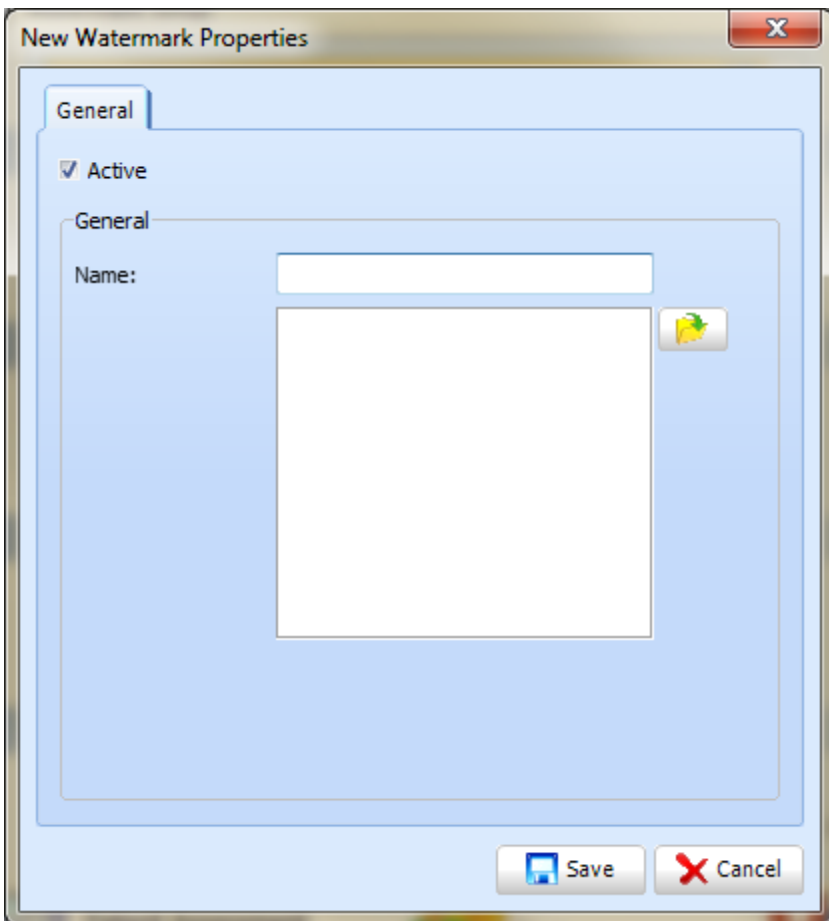 New Watermark Properties
General
Active
General
Name:
Save
Cancel